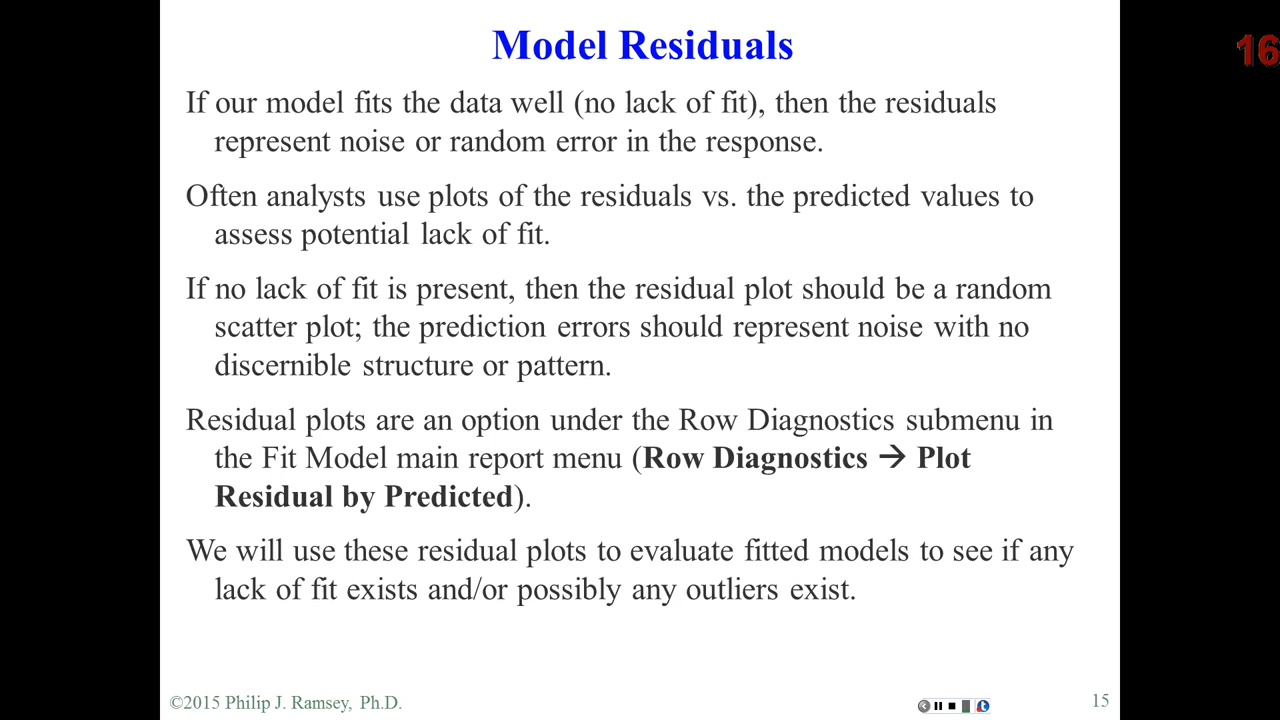 Model Residuals
16
If our model fits the data well (no lack of fit), then the residuals
represent noise or random error in the response.
Often analysts use plots of the residuals vs. the predicted values to
assess potential lack of fit.
If no lack of fit is present, then the residual plot should be a random
scatter plot; the prediction errors should represent noise with no
discernible structure or pattern.
Residual plots are an option under the Row Diagnostics submenu in
the Fit Model main report menu (Row Diagnostics → Plot
Residual by Predicted).
We will use these residual plots to evaluate fitted models to see if any
lack of fit exists and/or possibly any outliers exist.
©2015 Philip J. Ramsey, Ph.D.
15